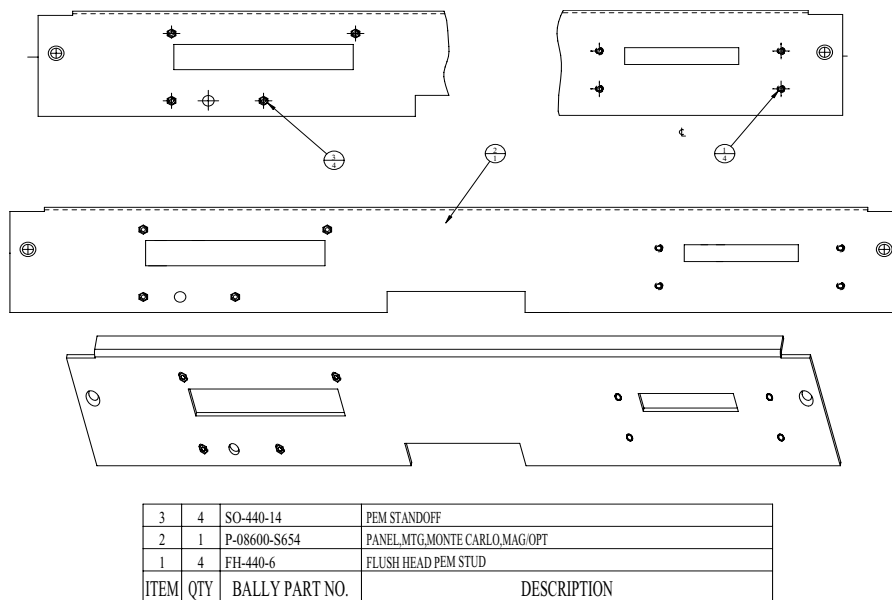 3
4
2
1
1
4
℄
3 4 SO-440-14 PEM STANDOFF
2 1 P-08600-S654 PANEL,MTG,MONTE CARLO,MAG/OPT
1 4 FH-440-6 FLUSH HEAD PEM STUD
ITEM QTY BALLY PART NO. DESCRIPTION